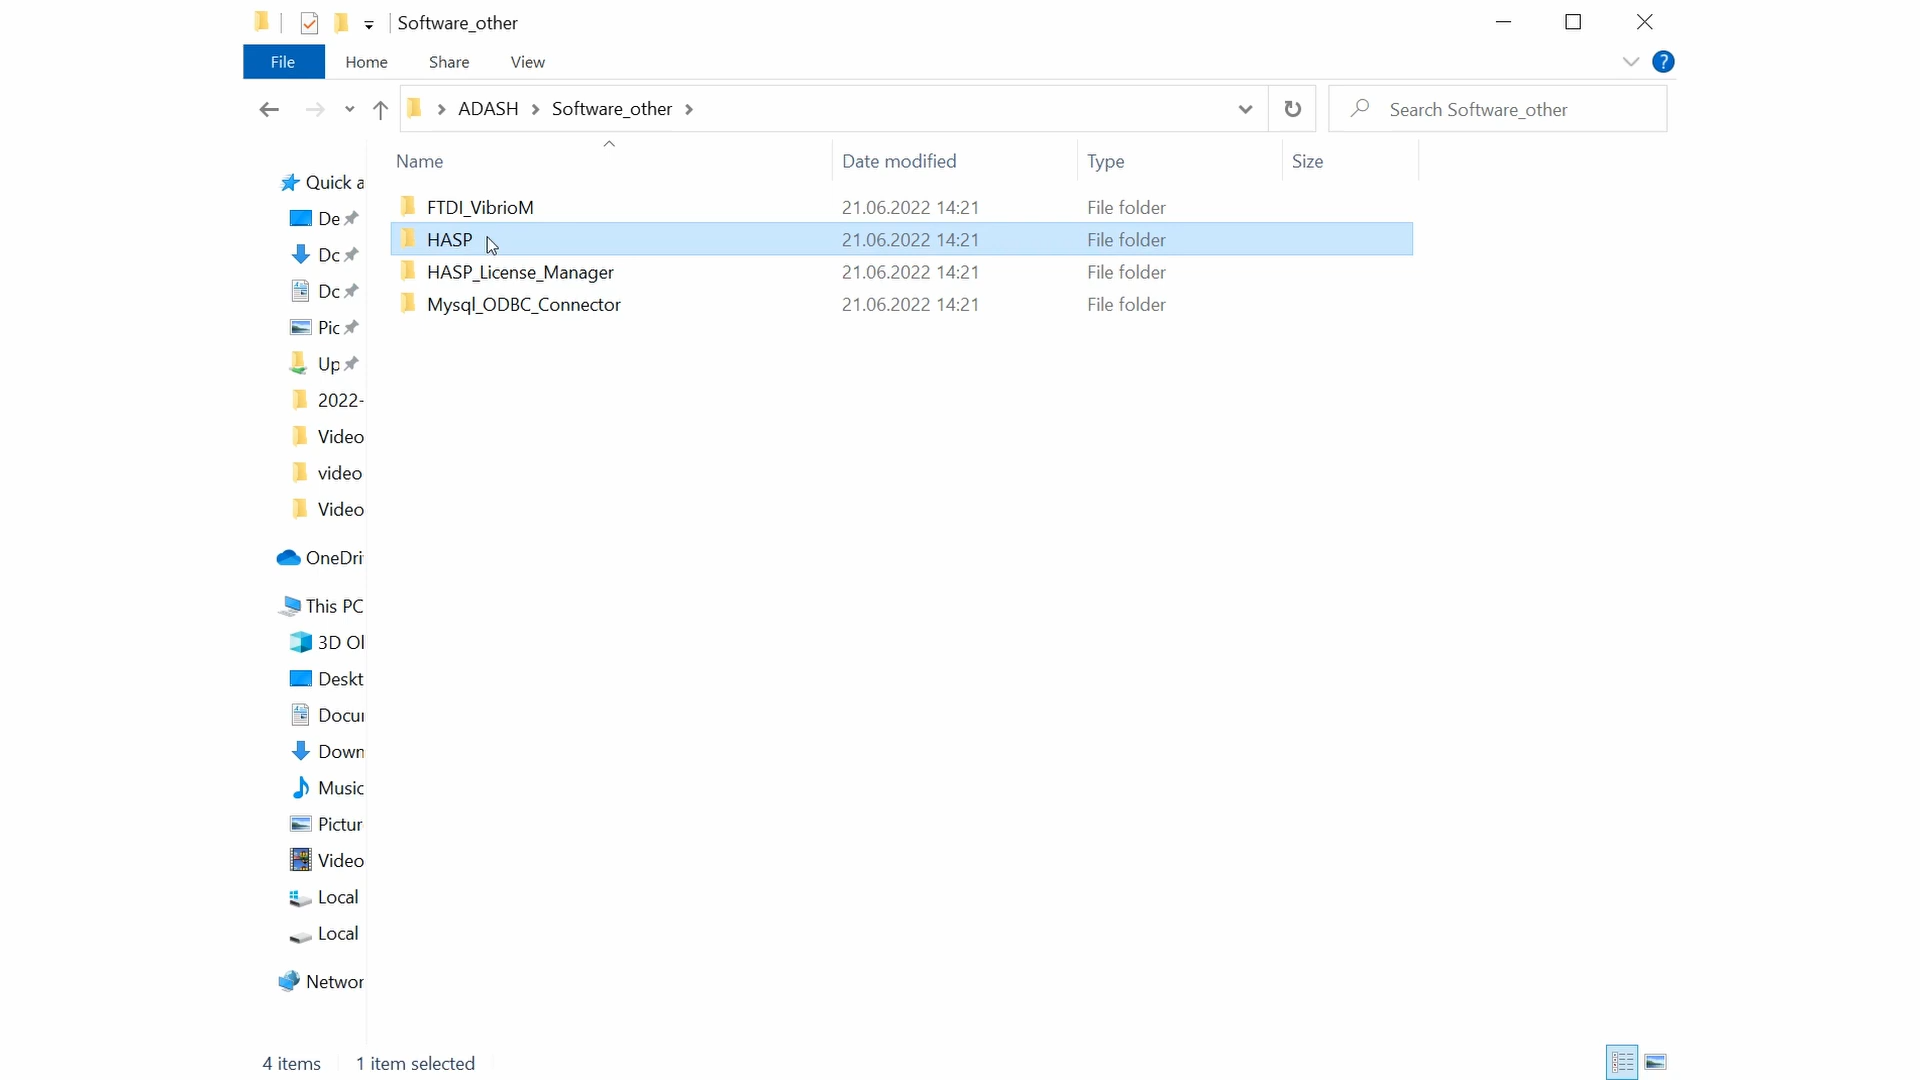 Software_other
File Home Share View ?
ADASH Software_other Search Software_other
Name Date modified Type Size
Quick a
FTDI_VibrioM 21.06.2022 14:21 File folder
De
HASP 21.06.2022 14:21 File folder
Dc
HASP_License_Manager 21.06.2022 14:21 File folder
Dc
Mysql_ODBC_Connector 21.06.2022 14:21 File folder
Pic
Up
2022-
Video
video
Video
OneDri
This PC
3D Ol
Deskt
Docur
Down
Music
Pictur
Video
Local
Local
Networ
4 items 1 item selected